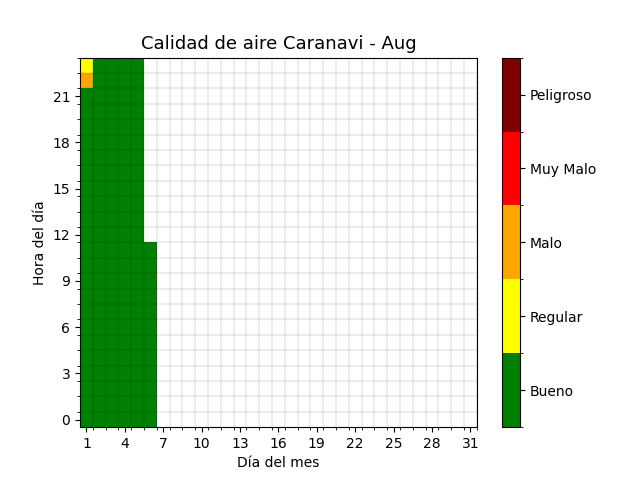 Calidad de aire Caranavi - Aug
Hora del día
21
18
15
12
9
6
3
0
1 4 7 10 13 16 19 22 25 28 31
Día del mes
Peligroso
Muy Malo
Malo
Regular
Bueno